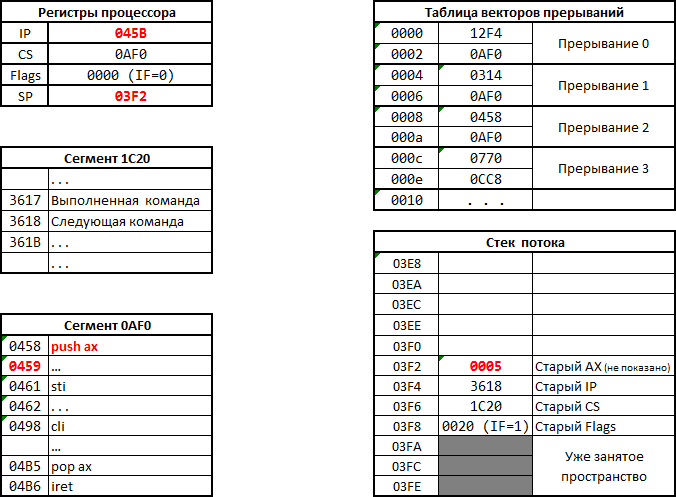 Регистры процессора
IP 045B
CS 0AF0
Flags 0000 (IF=0)
SP 03F2
Сегмент 1C20
...
3617 Выполненная команда
3618 Следующая команда
361B ...
...
Сегмент 0AF0
0458 push ax
0459 ...
0461 sti
0462 ...
0498 cli
...
04B5 pop ax
04B6 iret
Таблица векторов прерываний
0000 12F4 Прерывание 0
0002 0AF0
0004 0314 Прерывание 1
0006 0AF0
0008 0458 Прерывание 2
000a 0AF0
000c 0770 Прерывание 3
000e 0CC8
0010 . . .
Стек потока
03E8
03EA
03EC
03EE
03F0
03F2 0005 Старый AX (не показано)
03F4 3618 Старый IP
03F6 1C20 Старый CS
03F8 0020 (IF=1) Старый Flags
03FA
03FC Уже занятое
03FE пространство